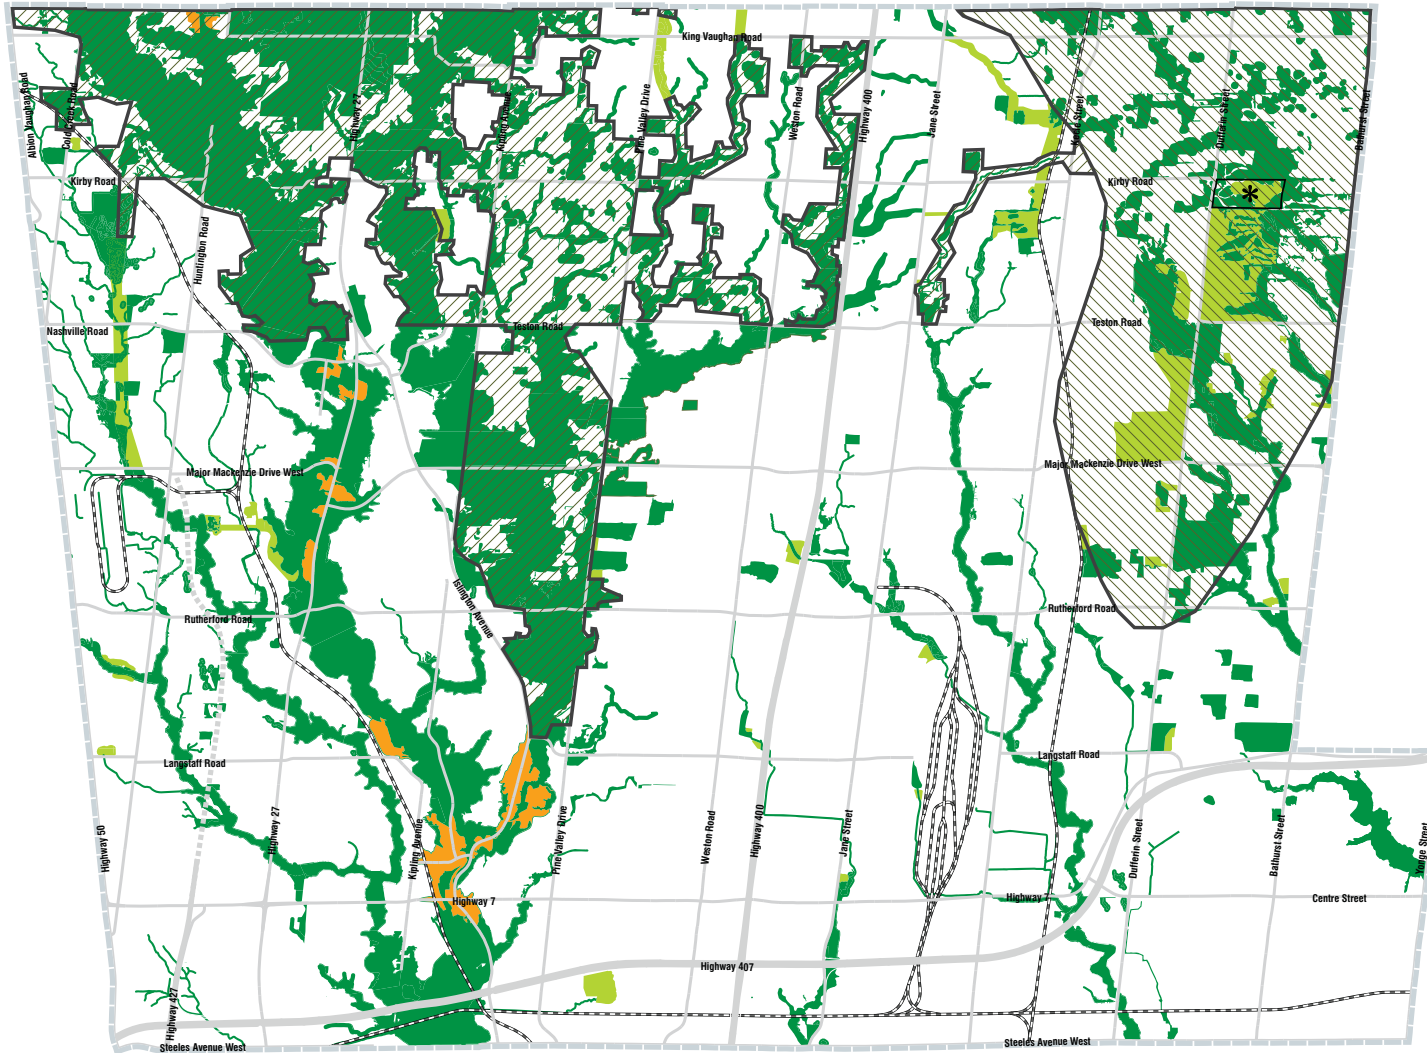 King Vaughan Road
Albion Vaughan Road
Cold Creek Road
Highway 27
Kipling Avenue
Pine Valley Drive
Weston Road
Highway 400
Jane Street
Keele Street
Dufferin Street
Bathurst Street
Kirby Road
Kirby Road
*
Huntington Road
Nashville Road
Teston Road
Teston Road
Major Mackenzie Drive West
Major Mackenzie Drive West
Islington Avenue
Rutherford Road
Rutherford Road
Langstaff Road
Langstaff Road
Highway 50
Highway 27
Kipling Avenue
Pine Valley Drive
Weston Road
Highway 400
Jane Street
Dufferin Street
Bathurst Street
Yonge Street
Highway 7
Highway 7
Centre Street
Highway 407
Highway 427
Steeles Avenue West
Steeles Avenue West